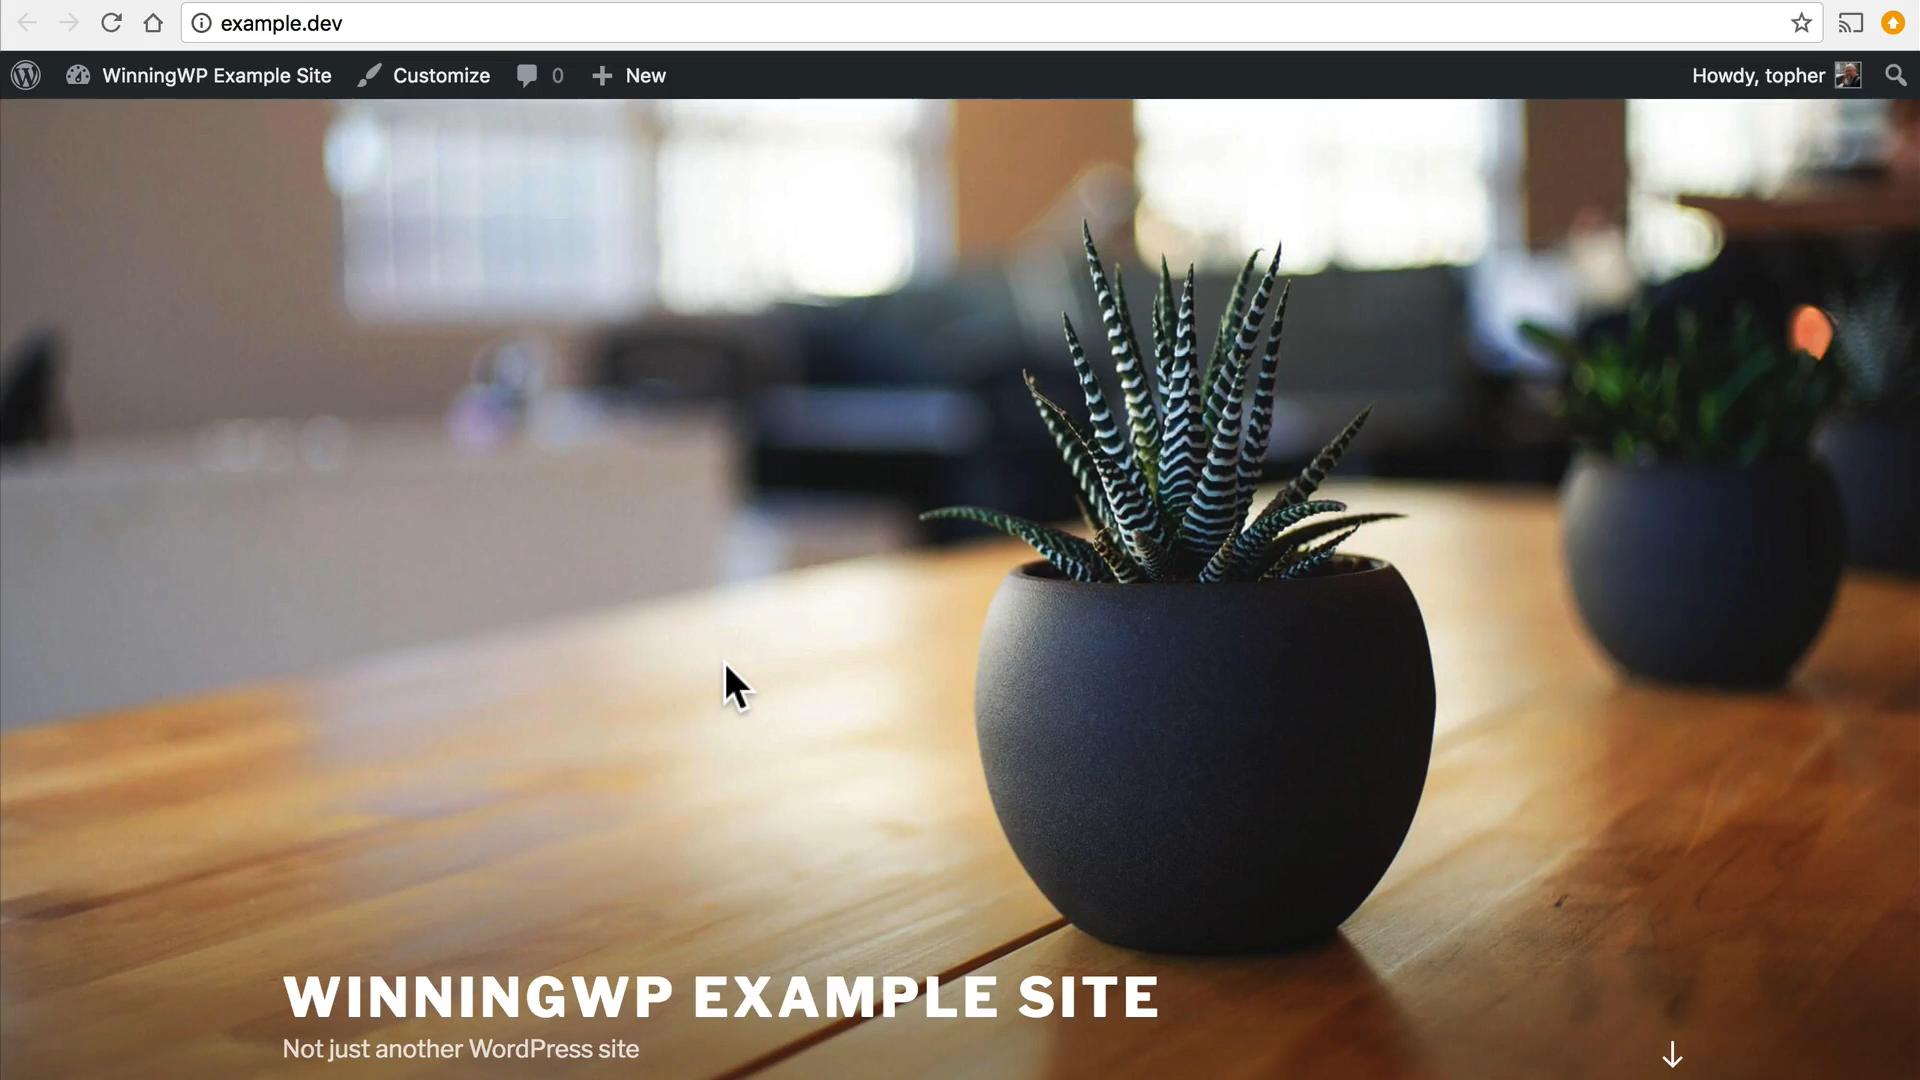 example.dev
WinningWP Example Site Customize 0 New Howdy, topher
WINNINGWP EXAMPLE SITE
Not just another WordPress site